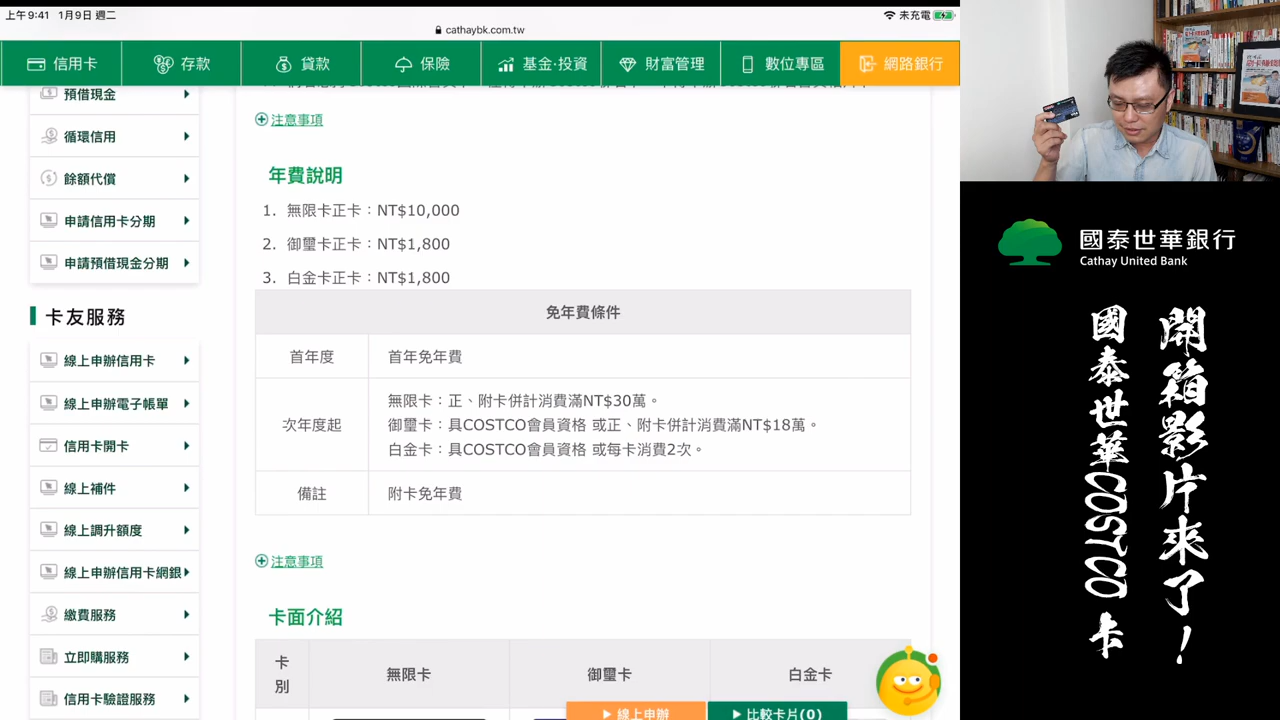 上午9:41 1月9日 週二
未充電
cathaybk.com.tw
信用卡
存款
貸款
保險
基金·投資
財富管理
數位專區
網路銀行
預借現金
循環信用
餘額代償
申請信用卡分期
申請預借現金分期
卡友服務
線上申辦信用卡
線上申辦電子帳單
信用卡開卡
線上補件
線上調升額度
線上申辦信用卡網銀
繳費服務
立即購服務
信用卡驗證服務
注意事項
年費說明
1. 無限卡正卡：NT$10,000
2. 御璽卡正卡：NT$1,800
3. 白金卡正卡：NT$1,800
免年費條件
首年度
首年免年費
次年度起
無限卡：正、附卡併計消費滿NT$30萬。
御璽卡：具COSTCO會員資格 或正、附卡併計消費滿NT$18萬。
白金卡：具COSTCO會員資格 或每卡消費2次。
備註
附卡免年費
注意事項
卡面介紹
卡別
無限卡
御璽卡
白金卡
線上申辦
比較卡片(0)
國泰世華銀行
Cathay United Bank
開箱影片來了！
國泰世華COSTCO卡